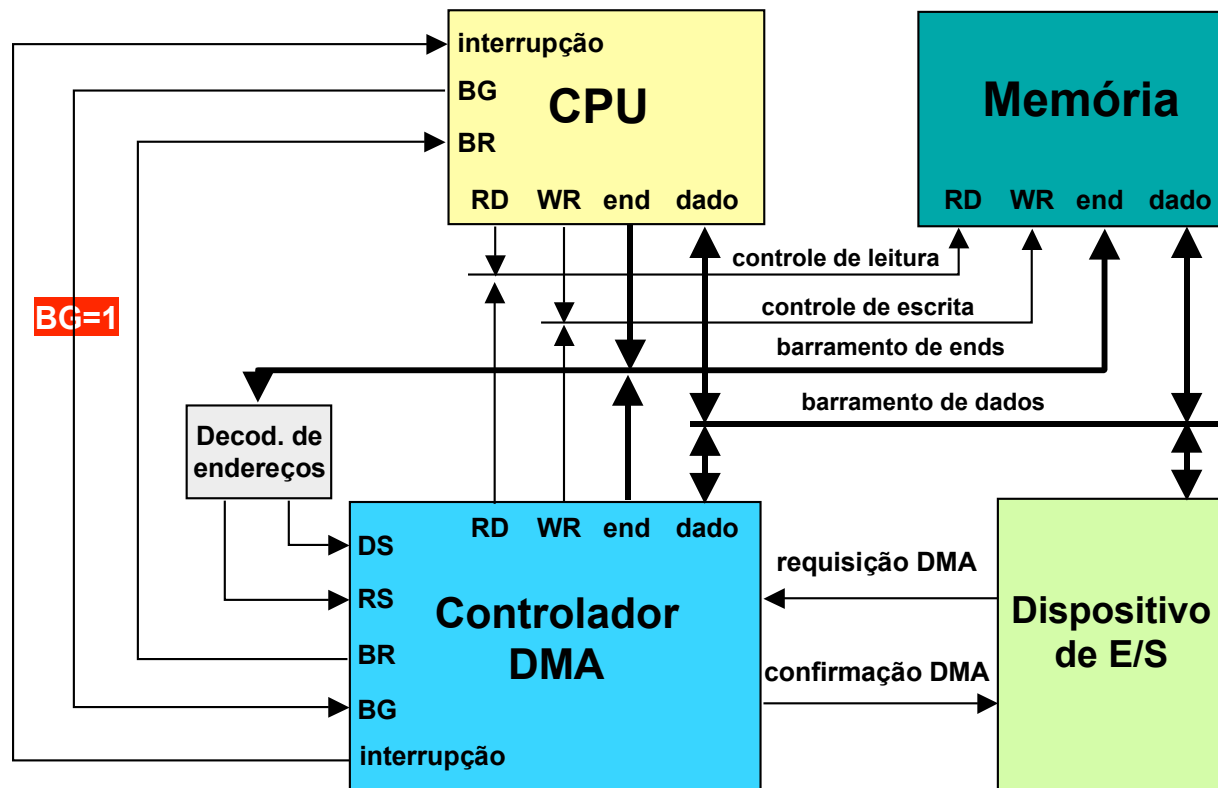 interrupção
BG
CPU
BR
RD WR end dado
Memória
RD WR end dado
controle de leitura
controle de escrita
barramento de ends
barramento de dados
BG=1
Decod. de
endereços
RD WR end dado
DS
RS
BR
BG
interrupção
Controlador
DMA
requisição DMA
confirmação DMA
Dispositivo
de E/S